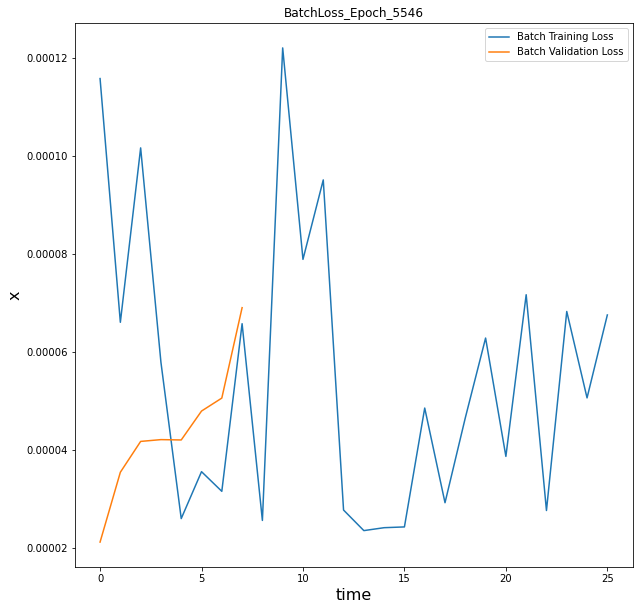 BatchLoss_Epoch_5546
Batch Training Loss
Batch Validation Loss
0.00012
0.00010
0.00008
0.00006
0.00004
0.00002
x
0 5 10 15 20 25
time